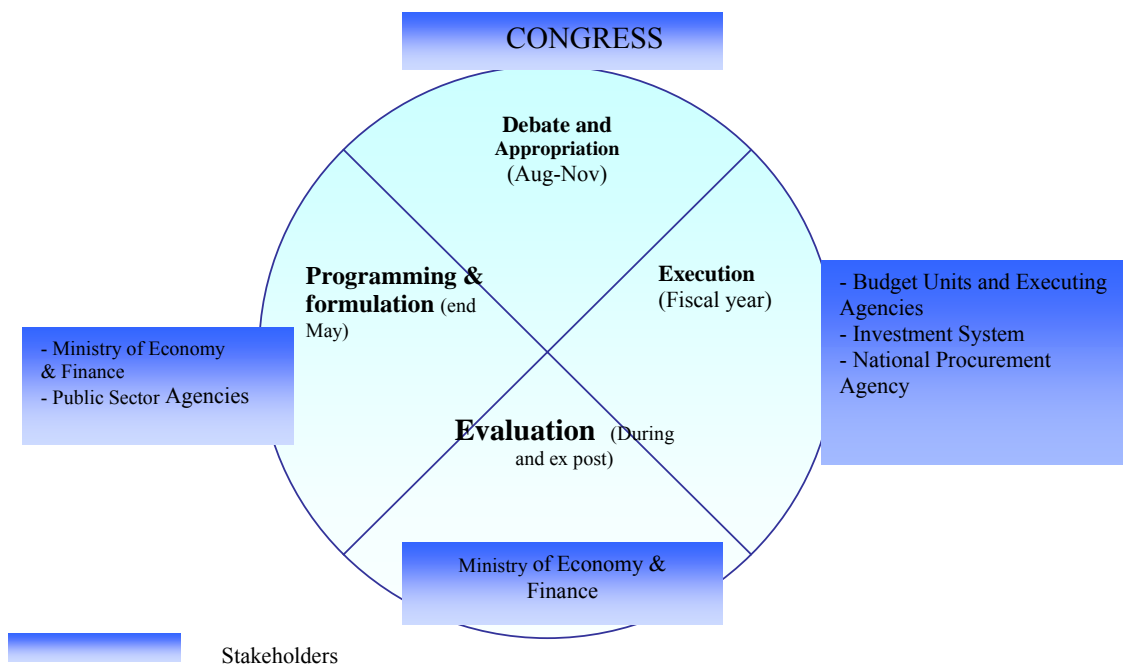 CONGRESS
Debate and
Appropriation
(Aug-Nov)
Programming &
formulation (end
May)
Execution
(Fiscal year)
- Budget Units and Executing
Agencies
- Investment System
- National Procurement
Agency
- Ministry of Economy
& Finance
- Public Sector Agencies
Evaluation (During
and ex post)
Ministry of Economy &
Finance
Stakeholders